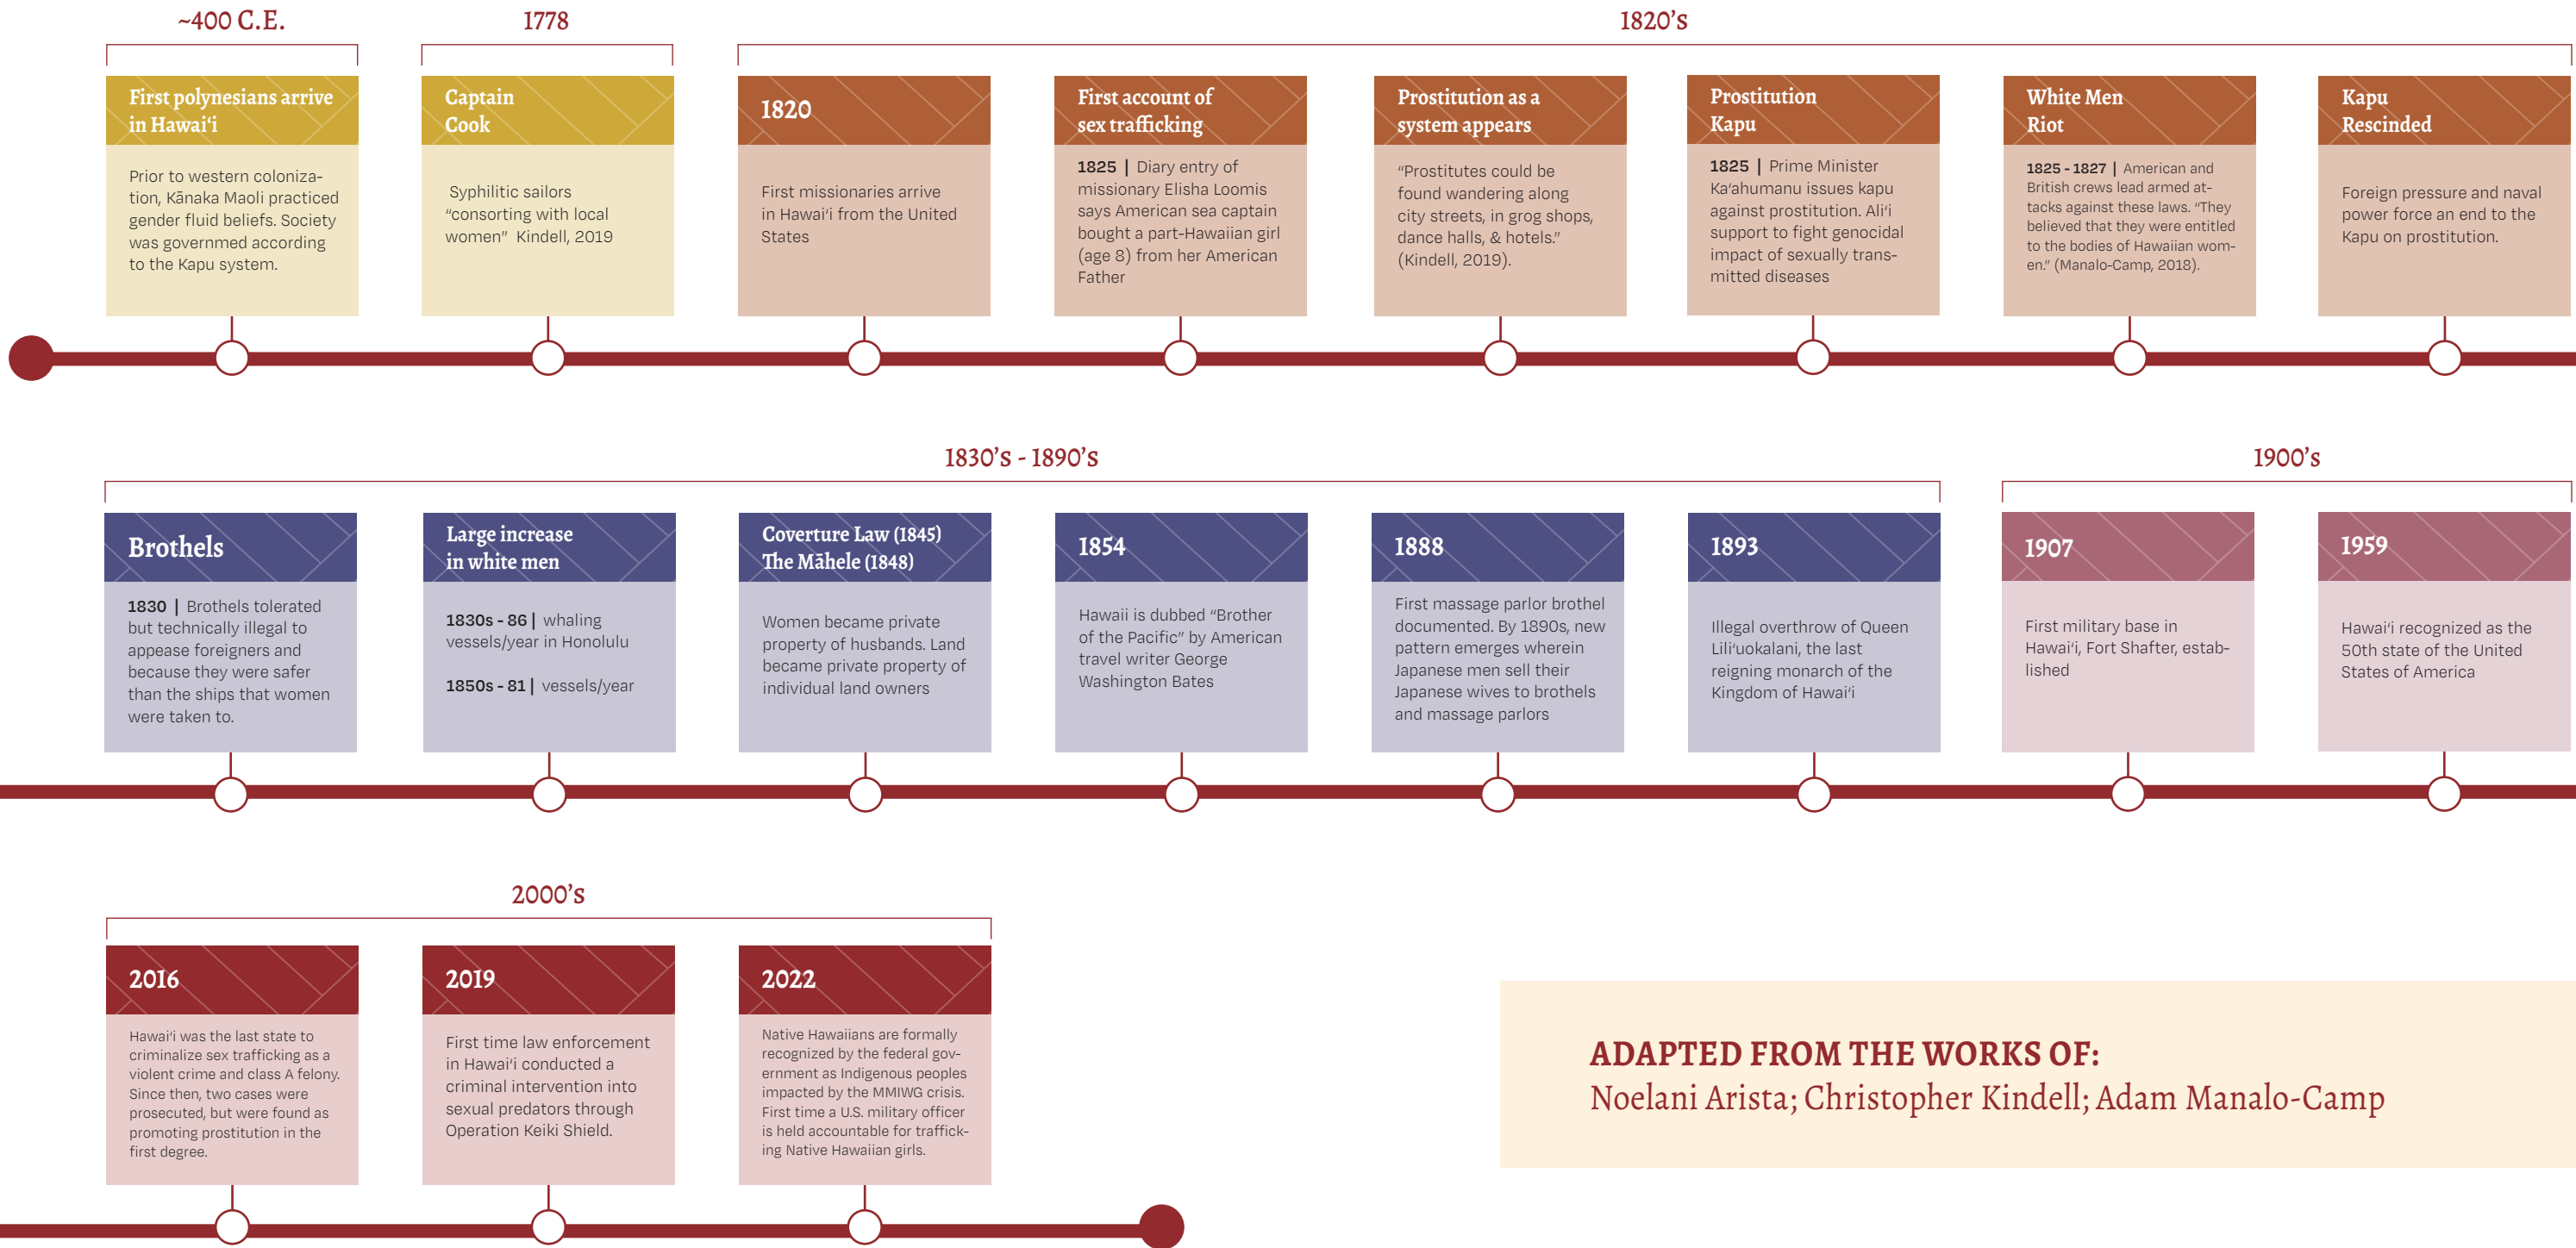 ~400 C.E.
1778
1820's
First polynesians arrive
in Hawai‘i
Prior to western coloniza-
tion, Kānaka Maoli practiced
gender fluid beliefs. Society
was governmed according
to the Kapu system.
Captain
Cook
Syphilitic sailors
“consorting with local
women” Kindell, 2019
1820
First missionaries arrive
in Hawai‘i from the United
States
First account of
sex trafficking
1825 | Diary entry of
missionary Elisha Loomis
says American sea captain
bought a part-Hawaiian girl
(age 8) from her American
Father
Prostitution as a
system appears
“Prostitutes could be
found wandering along
city streets, in grog shops,
dance halls, & hotels.”
(Kindell, 2019).
Prostitution
Kapu
1825 | Prime Minister
Ka‘ahumanu issues kapu
against prostitution. Ali‘i
support to fight genocidal
impact of sexually trans-
mitted diseases
White Men
Riot
1825 - 1827 | American and
British crews lead armed at-
tacks against these laws. “They
believed that they were entitled
to the bodies of Hawaiian wom-
en.” (Manalo-Camp, 2018).
Kapu
Rescinded
Foreign pressure and naval
power force an end to the
Kapu on prostitution.
1830’s - 1890’s
1900’s
Brothels
1830 | Brothels tolerated
but technically illegal to
appease foreigners and
because they were safer
than the ships that women
were taken to.
Large increase
in white men
1830s - 86 | whaling
vessels/year in Honolulu
1850s - 81 | vessels/year
Coverture Law (1845)
The Māhele (1848)
Women became private
property of husbands. Land
became private property of
individual land owners
1854
Hawaii is dubbed “Brother
of the Pacific” by American
travel writer George
Washington Bates
1888
First massage parlor brothel
documented. By 1890s, new
pattern emerges wherein
Japanese men sell their
Japanese wives to brothels
and massage parlors
1893
Illegal overthrow of Queen
Lili‘uokalani, the last
reigning monarch of the
Kingdom of Hawai‘i
1907
First military base in
Hawai‘i, Fort Shafter, estab-
lished
1959
Hawai‘i recognized as the
50th state of the United
States of America
2000’s
2016
Hawai‘i was the last state to
criminalize sex trafficking as a
violent crime and class A felony.
Since then, two cases were
prosecuted, but were found as
promoting prostitution in the
first degree.
2019
First time law enforcement
in Hawai‘i conducted a
criminal intervention into
sexual predators through
Operation Keiki Shield.
2022
Native Hawaiians are formally
recognized by the federal gov-
ernment as Indigenous peoples
impacted by the MMIWG crisis.
First time a U.S. military officer
is held accountable for traffick-
ing Native Hawaiian girls.
ADAPTED FROM THE WORKS OF:
Noelani Arista; Christopher Kindell; Adam Manalo-Camp